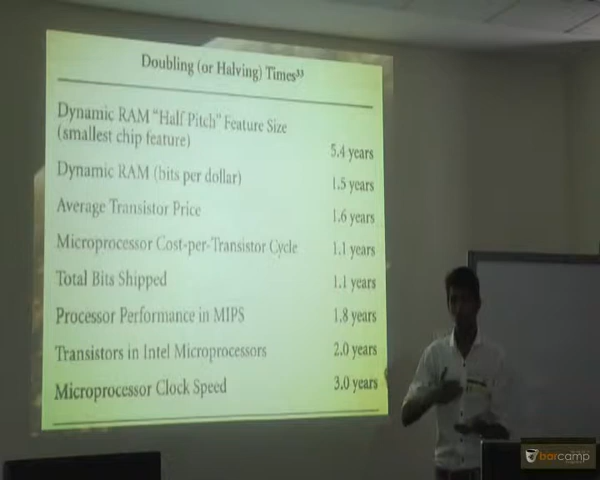 Doubling (or Halving) Times³³
Dynamic RAM "Half Pitch" Feature Size
(smallest chip feature)
5.4 years
Dynamic RAM (bits per dollar) 1.5 years
Average Transistor Price 1.6 years
Microprocessor Cost-per-Transistor Cycle 1.1 years
Total Bits Shipped 1.1 years
Processor Performance in MIPS 1.8 years
Transistors in Intel Microprocessors 2.0 years
Microprocessor Clock Speed 3.0 years
barcamp